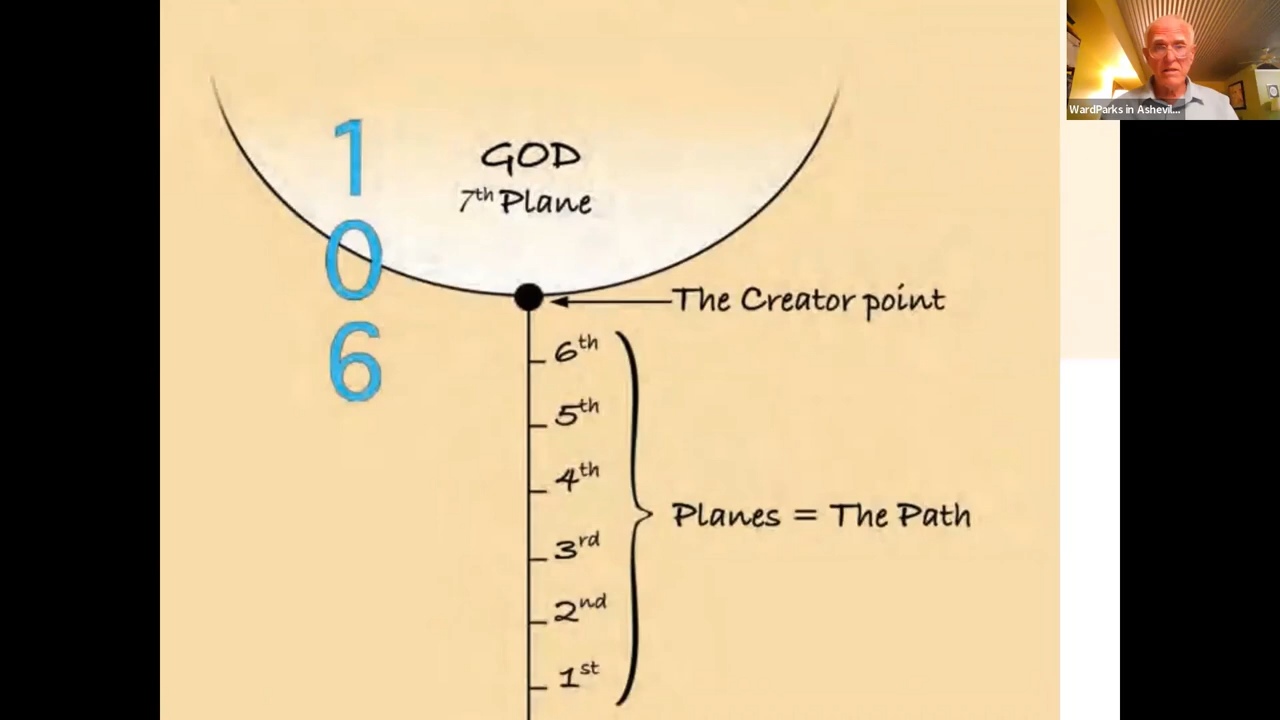 1
0
6
GOD
7th Plane
The Creator point
6th
5th
4th
3rd
2nd
1st
Planes = The Path
WardParks in Ashevil...